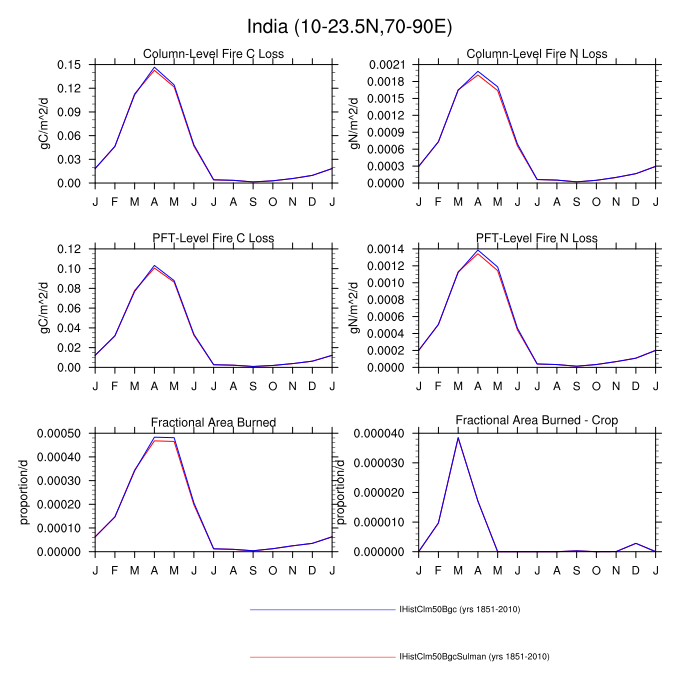 India (10-23.5N,70-90E)
Column-Level Fire C Loss
gC/m^2/d
0.15
0.12
0.09
0.06
0.03
0.00
J F M A M J J A S O N D J
Column-Level Fire N Loss
gN/m^2/d
0.0021
0.0018
0.0015
0.0012
0.0009
0.0006
0.0003
0.0000
J F M A M J J A S O N D J
PFT-Level Fire C Loss
gC/m^2/d
0.12
0.10
0.08
0.06
0.04
0.02
0.00
J F M A M J J A S O N D J
PFT-Level Fire N Loss
gN/m^2/d
0.0014
0.0012
0.0010
0.0008
0.0006
0.0004
0.0002
0.0000
J F M A M J J A S O N D J
Fractional Area Burned
proportion/d
0.00050
0.00040
0.00030
0.00020
0.00010
0.00000
J F M A M J J A S O N D J
Fractional Area Burned - Crop
proportion/d
0.000040
0.000030
0.000020
0.000010
0.000000
J F M A M J J A S O N D J
IHistClm50Bgc (yrs 1851-2010)
IHistClm50BgcSulman (yrs 1851-2010)